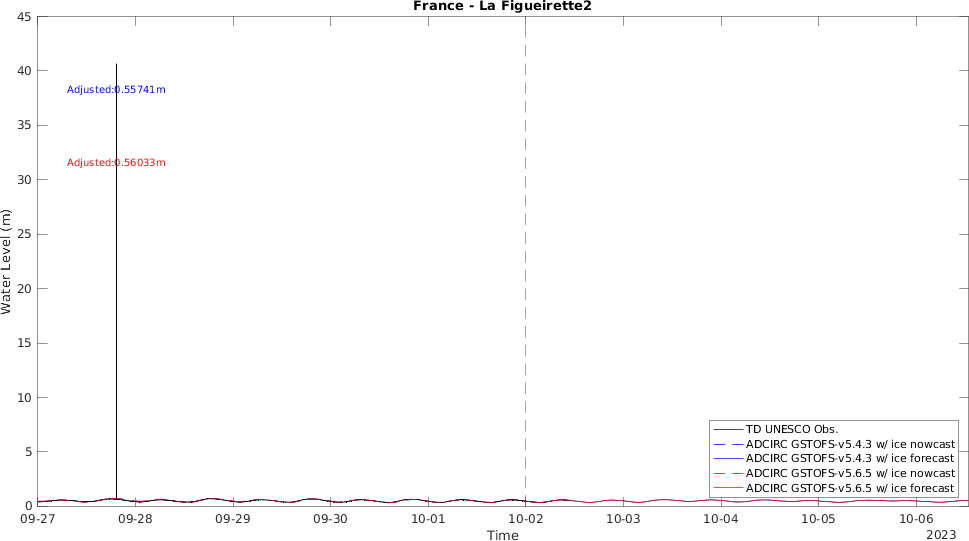 France - La Figueirette2
Water Level (m)
45
40
35
30
25
20
15
10
5
0
Adjusted:0.55741m
Adjusted:0.56033m
TD UNESCO Obs.
ADCIRC GSTOFS-v5.4.3 w/ ice nowcast
ADCIRC GSTOFS-v5.4.3 w/ ice forecast
ADCIRC GSTOFS-v5.6.5 w/ ice nowcast
ADCIRC GSTOFS-v5.6.5 w/ ice forecast
09-27 09-28 09-29 09-30 10-01 10-02 10-03 10-04 10-05 10-06
Time
2023